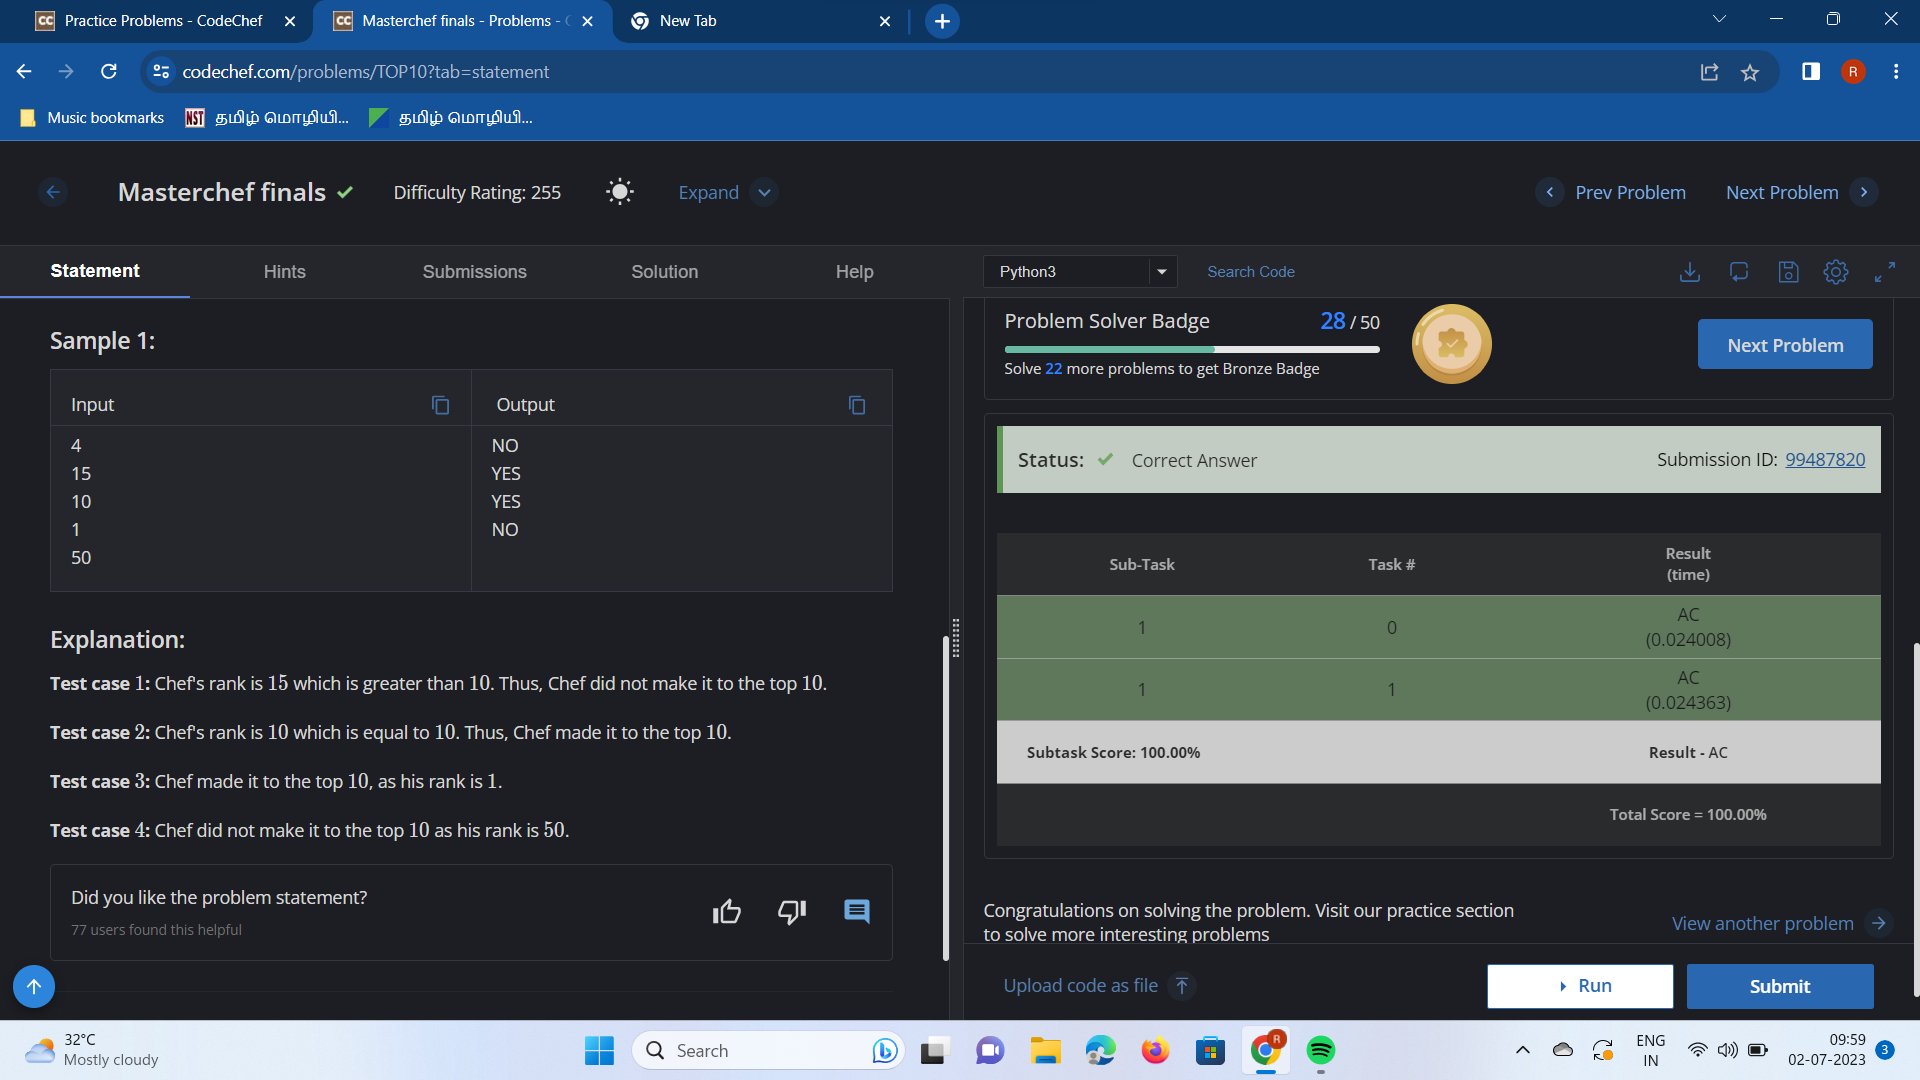 Practice Problems - CodeChef
Masterchef finals - Problems -
New Tab
codechef.com/problems/TOP10?tab=statement
R
Music bookmarks
NST தமிழ் மொழியி...
தமிழ் மொழியி...
Masterchef finals
Difficulty Rating: 255
Expand
Prev Problem
Next Problem
Statement
Hints
Submissions
Solution
Help
Sample 1:
Input
Output
4
15
10
1
50
NO
YES
YES
NO
Explanation:
Test case 1: Chef's rank is 15 which is greater than 10. Thus, Chef did not make it to the top 10.
Test case 2: Chef's rank is 10 which is equal to 10. Thus, Chef made it to the top 10.
Test case 3: Chef made it to the top 10, as his rank is 1.
Test case 4: Chef did not make it to the top 10 as his rank is 50.
Did you like the problem statement?
77 users found this helpful
Python3
Search Code
Problem Solver Badge
28 / 50
Solve 22 more problems to get Bronze Badge
Next Problem
Status: Correct Answer
Submission ID: 99487820
Sub-Task
Task #
Result
(time)
1
0
AC
(0.024008)
1
1
AC
(0.024363)
Subtask Score: 100.00%
Result - AC
Total Score = 100.00%
Congratulations on solving the problem. Visit our practice section
to solve more interesting problems
View another problem
Upload code as file
Run
Submit
32°C
Mostly cloudy
Search
R
ENG
IN
09:59
02-07-2023
3